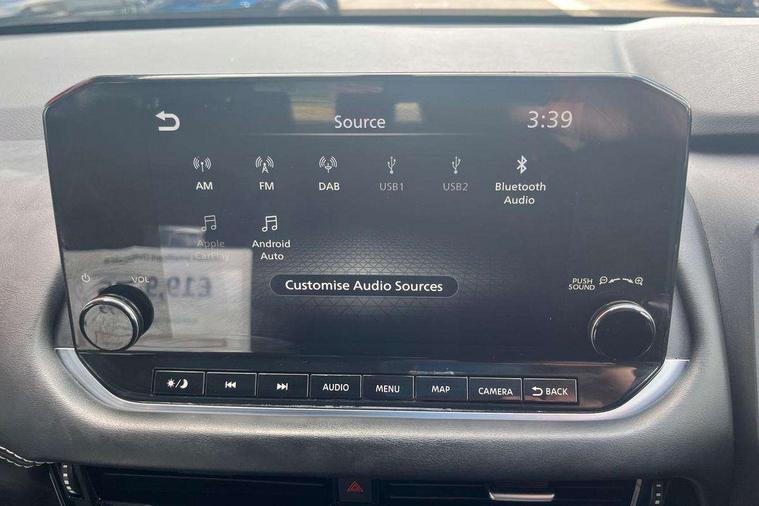 Source
3:39
AM
FM
DAB
USB1
USB2
Bluetooth
Audio
Apple
CarPlay
Android
Auto
VOL
Customise Audio Sources
PUSH
SOUND
AUDIO
MENU
MAP
CAMERA
BACK